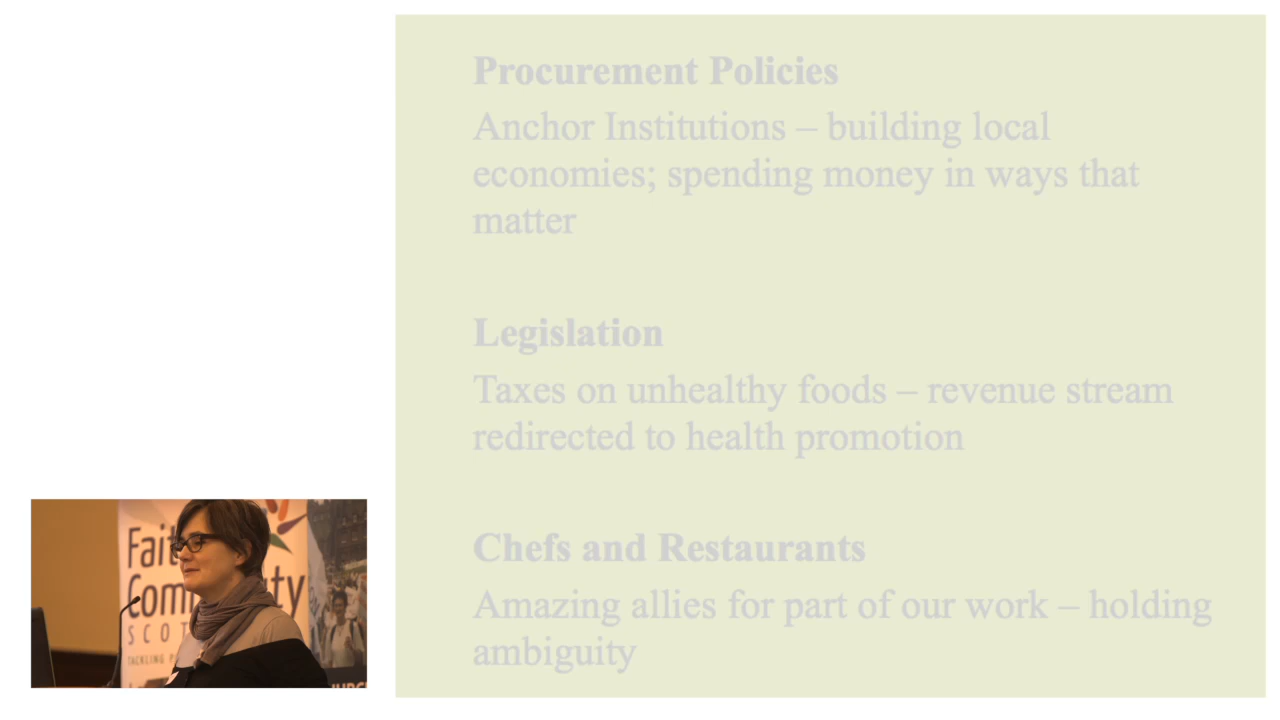 Procurement Policies
Anchor Institutions – building local
economies; spending money in ways that
matter
Legislation
Taxes on unhealthy foods – revenue stream
redirected to health promotion
Chefs and Restaurants
Amazing allies for part of our work – holding
ambiguity